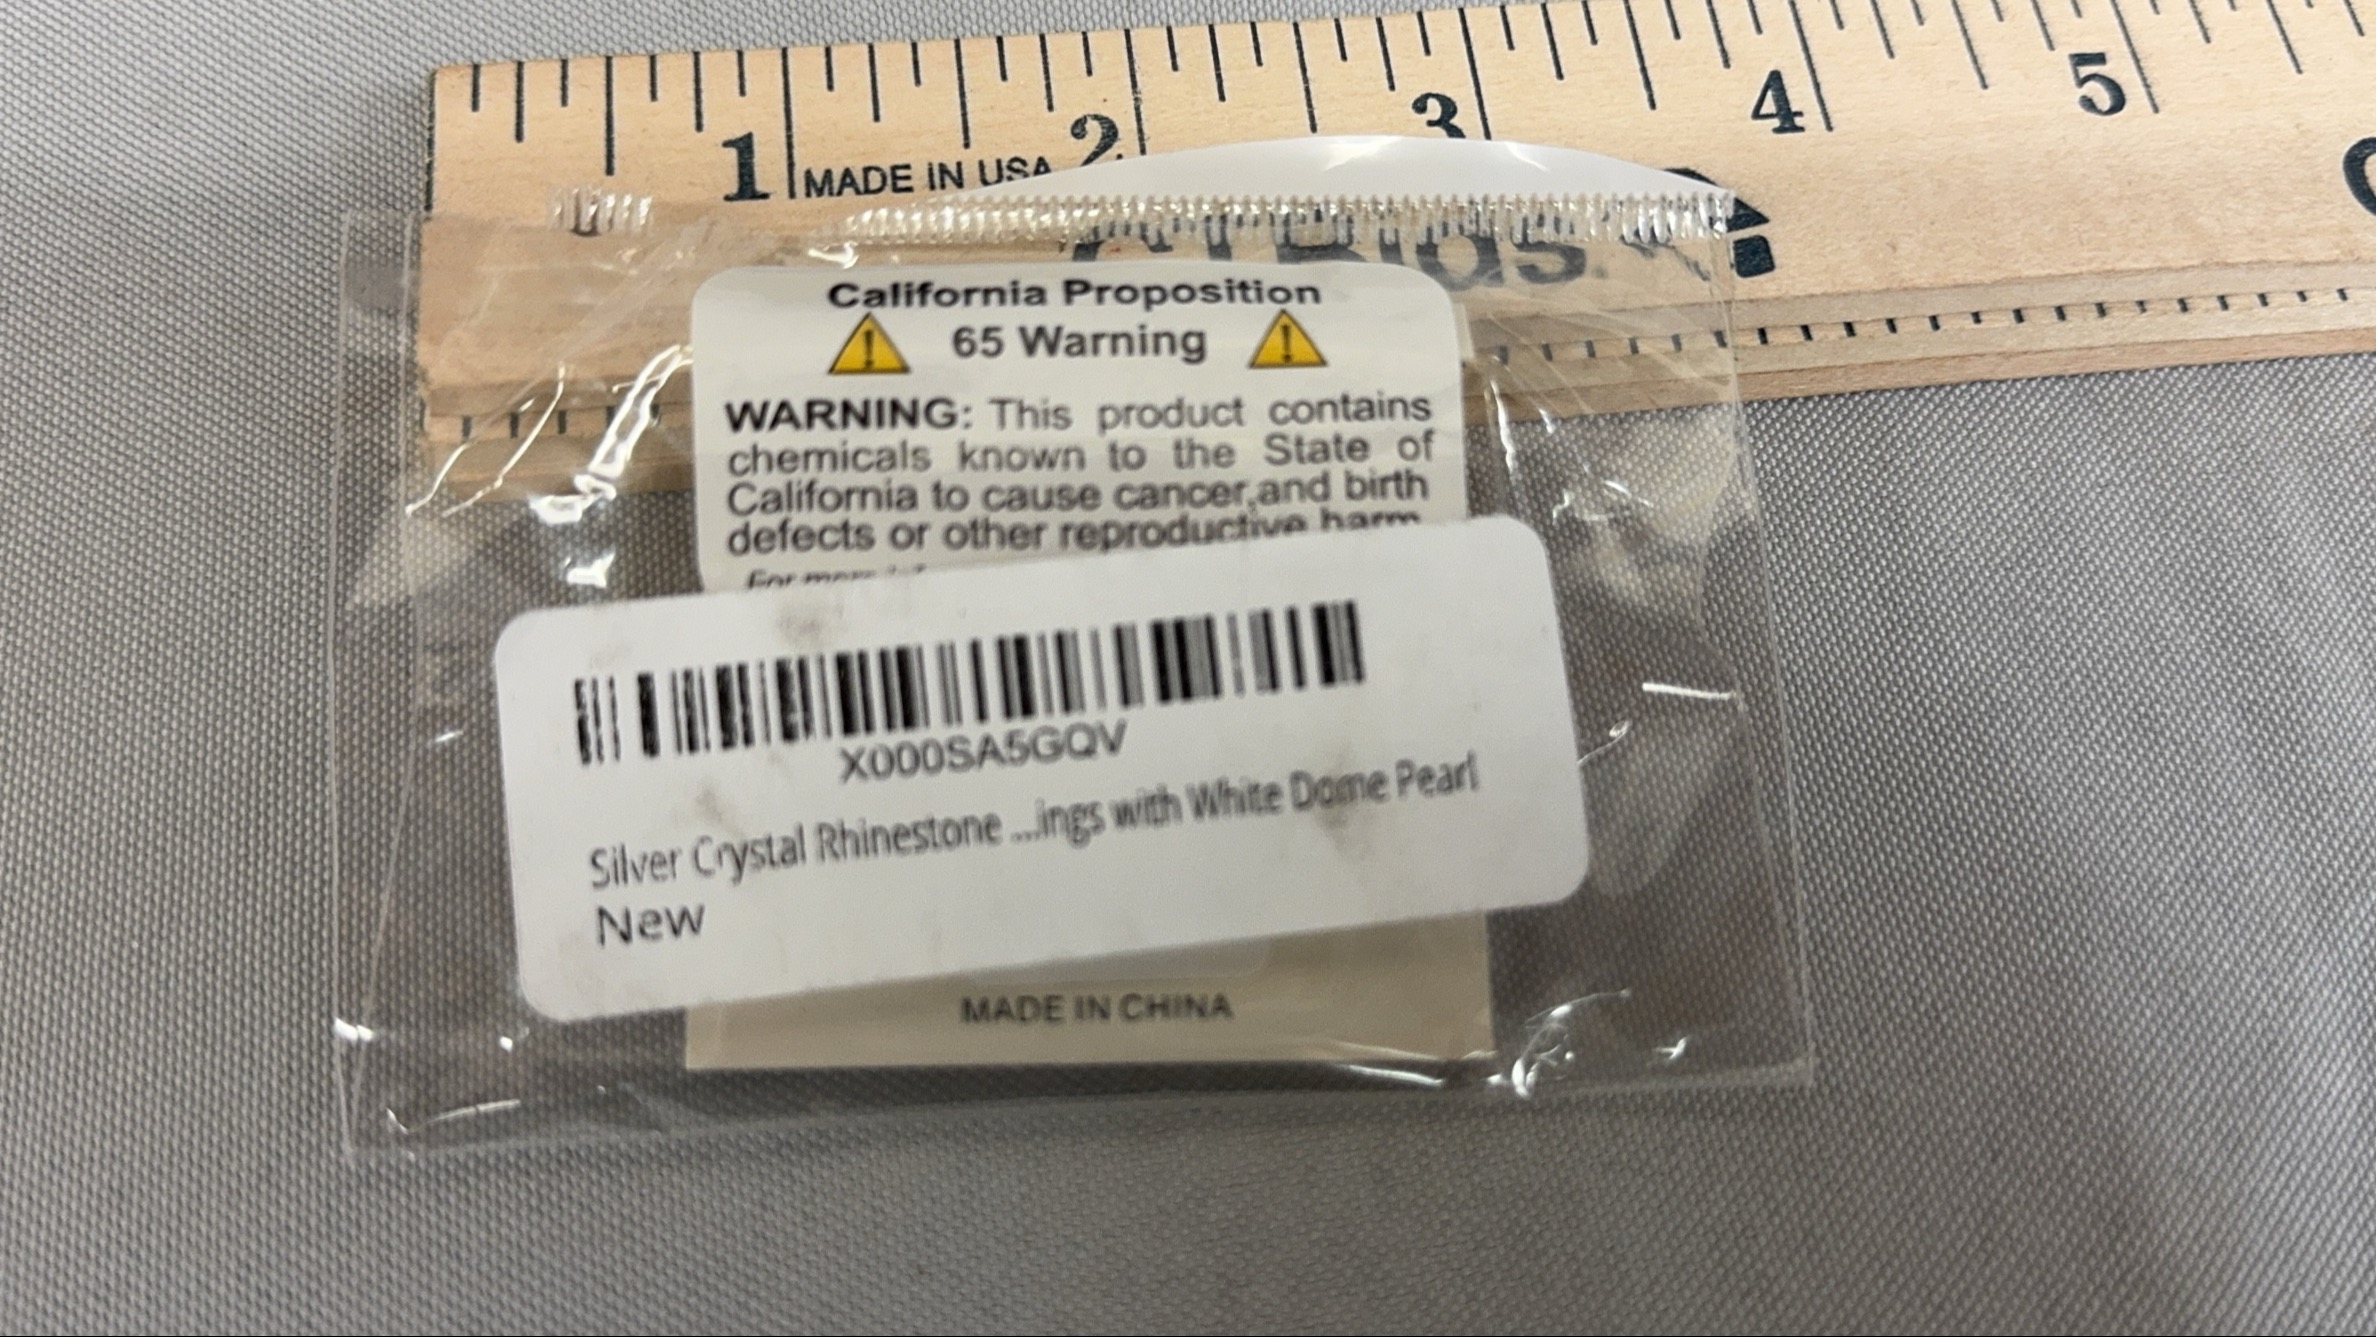 1 2 3 4 5
MADE IN USA
California Proposition
65 Warning
WARNING: This product contains
chemicals known to the State of
California to cause cancer,and birth
defects or other reproductive harm
For more
X000SA5GQV
Silver Crystal Rhinestone ...ings with White Dome Pearl
New
MADE IN CHINA